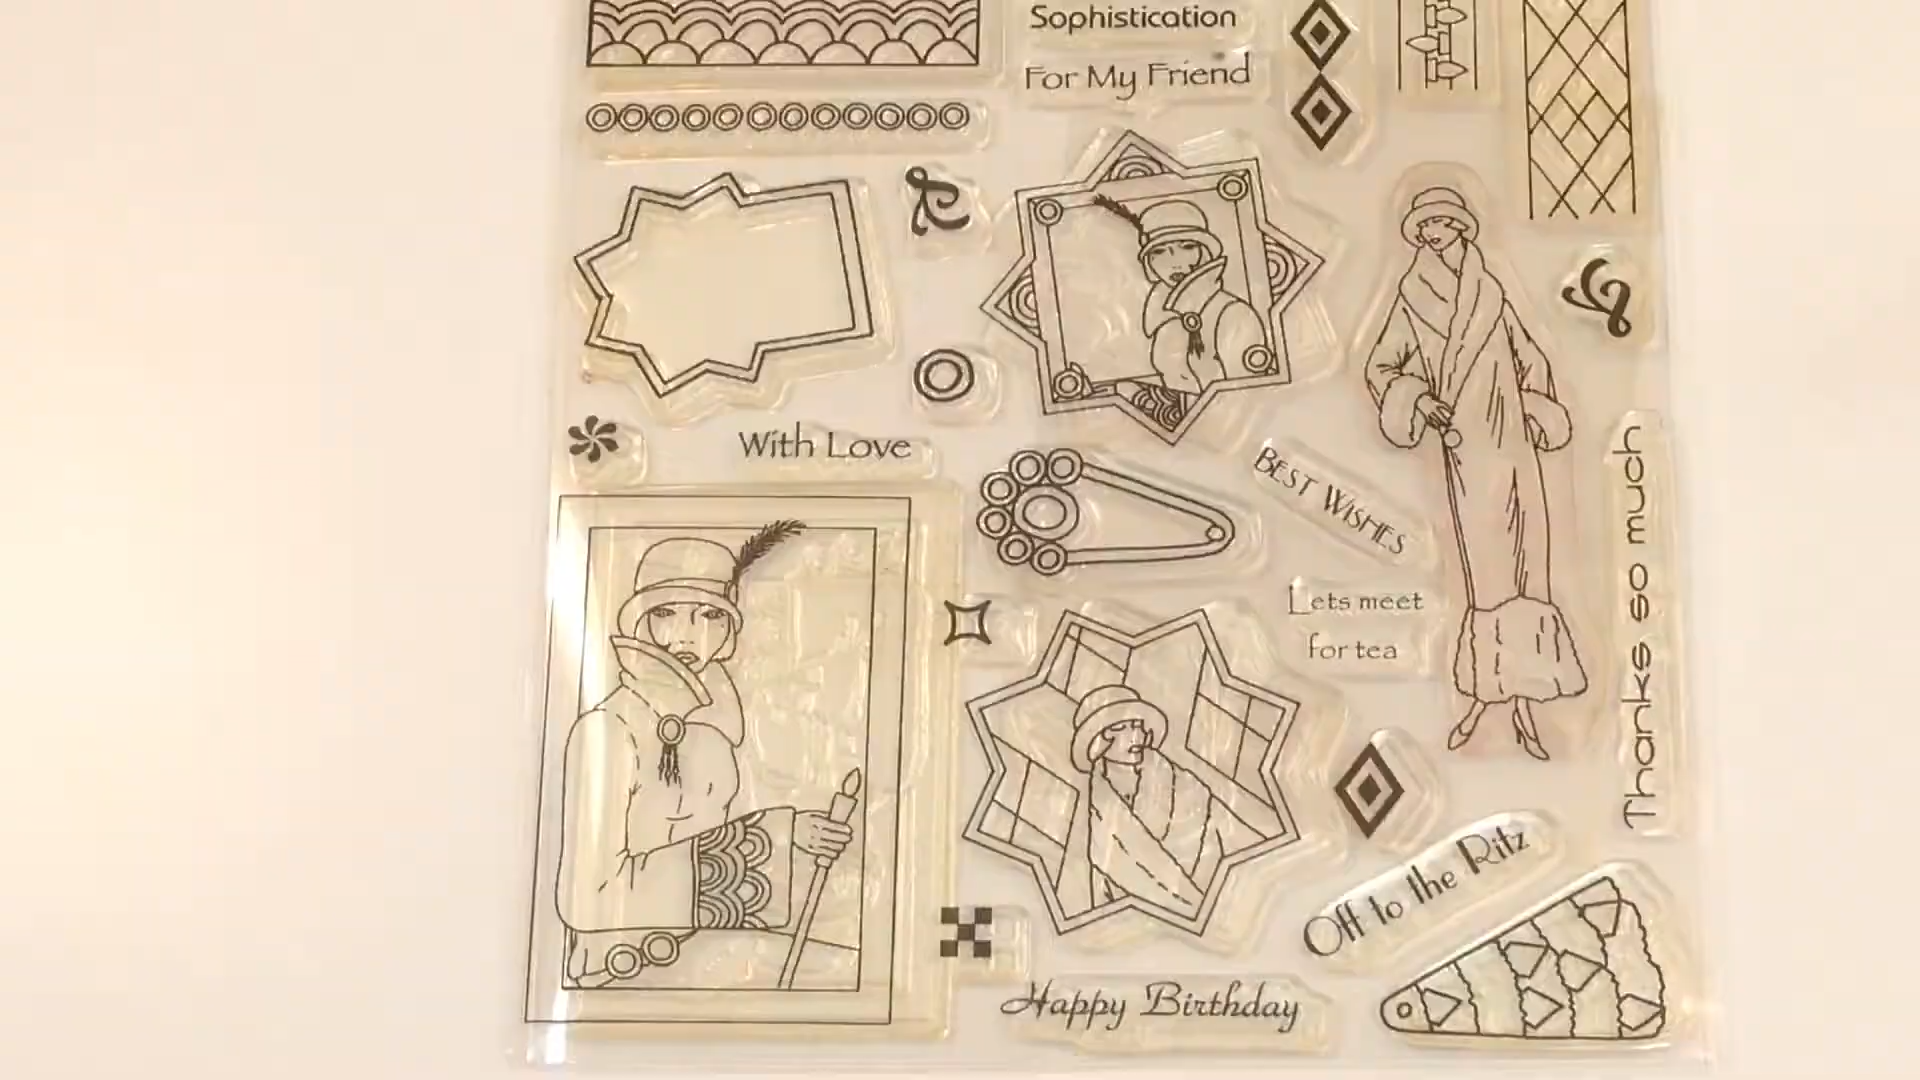 Sophistication
For My Friend
With Love
BEST WISHES
Lets meet
for tea
Thanks so much
Off to the Ritz
Happy Birthday